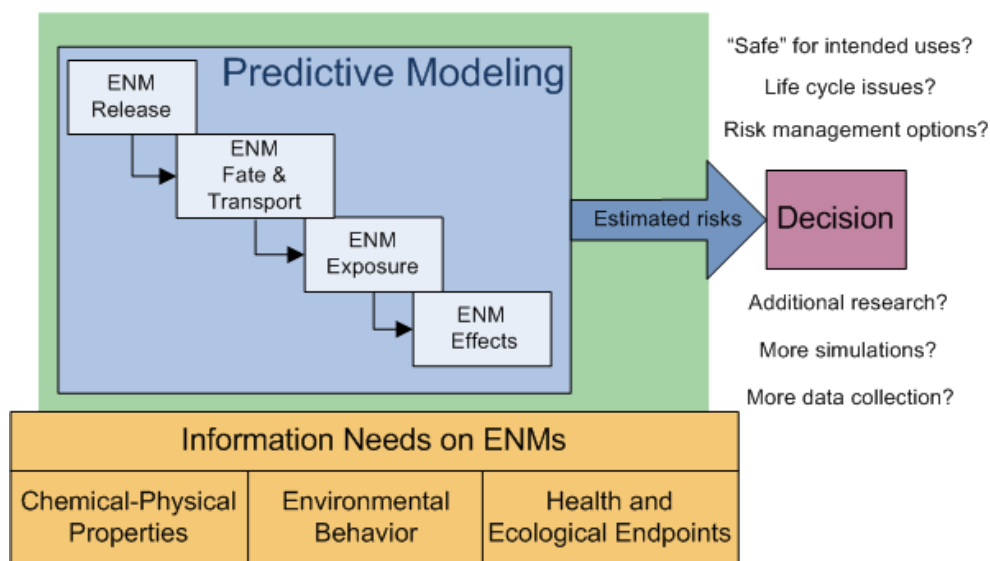 Predictive Modeling
ENM
Release
ENM
Fate &
Transport
ENM
Exposure
ENM
Effects
Estimated risks
“Safe” for intended uses?
Life cycle issues?
Risk management options?
Decision
Additional research?
More simulations?
More data collection?
Information Needs on ENMs
Chemical-Physical
Properties
Environmental
Behavior
Health and
Ecological Endpoints